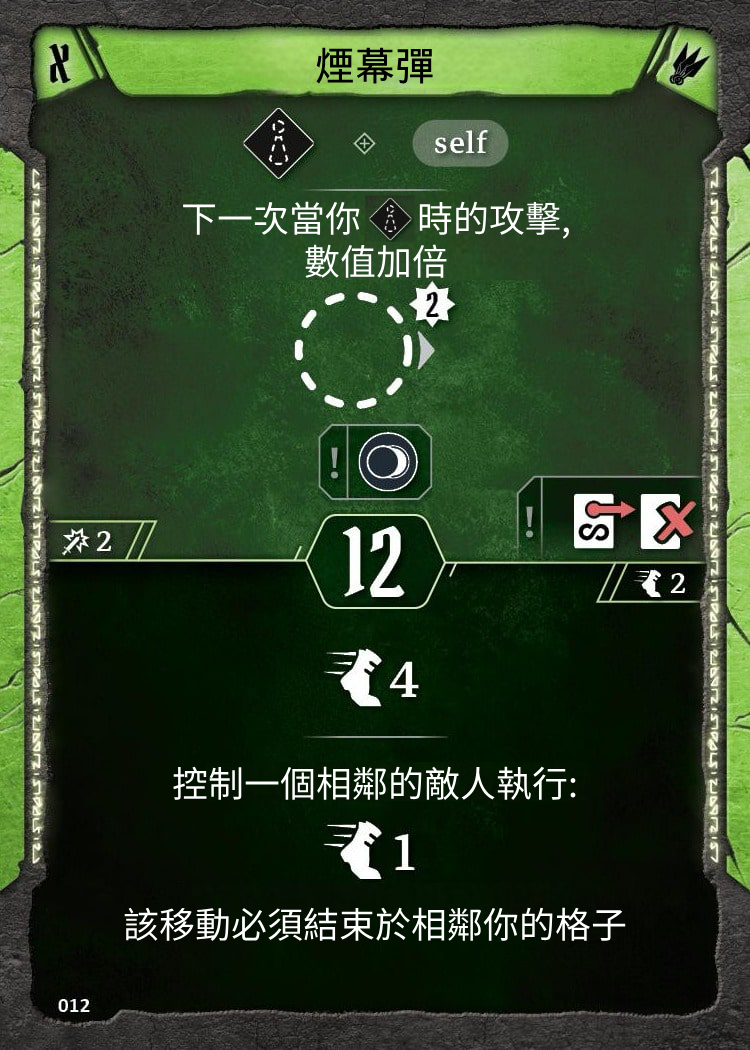 煙幕彈
self
下一次當你 時的攻擊,
數值加倍
2
!
!
2
12
2
4
控制一個相鄰的敵人執行:
1
該移動必須結束於相鄰你的格子
012